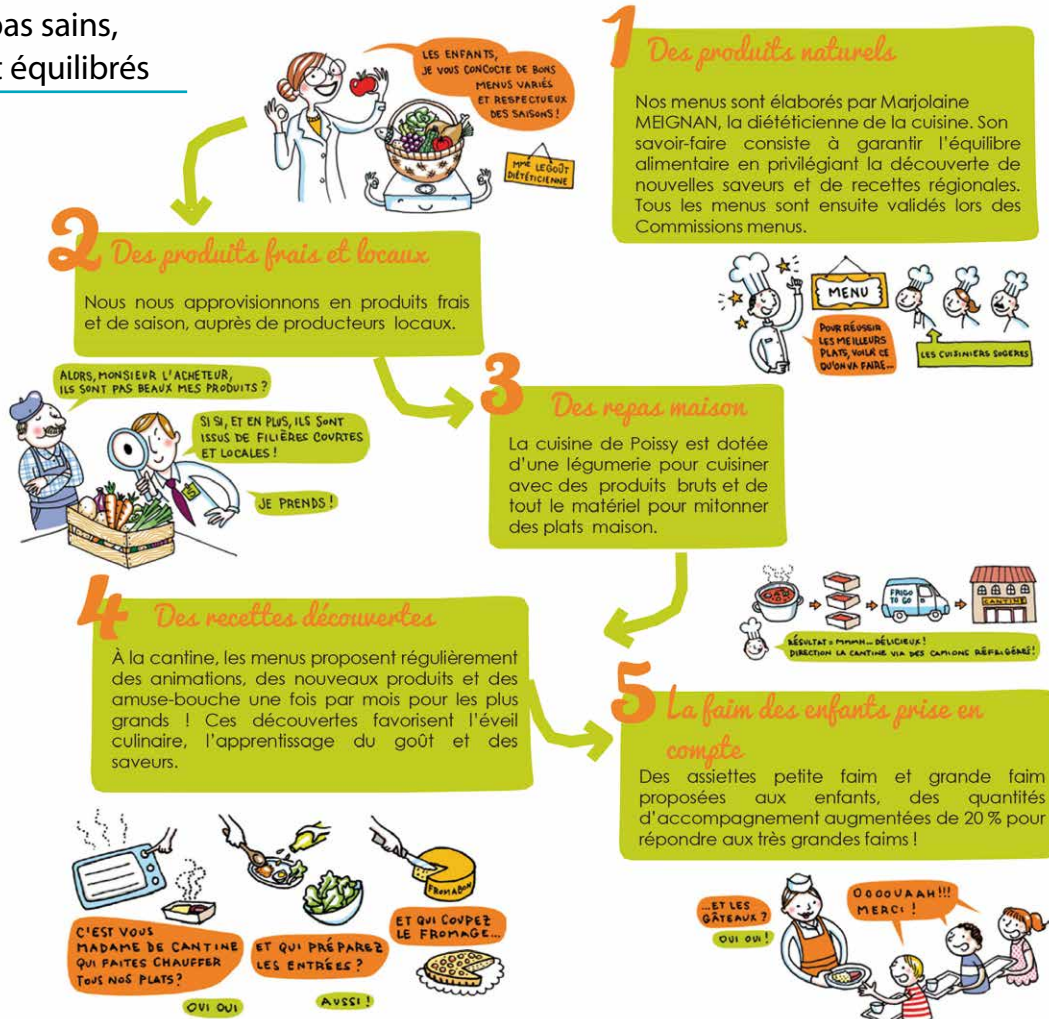 pas sains,
t équilibrés
LES ENFANTS,
JE VOUS CONCOCTE DE BONS
MENUS VARIÉS
ET RESPECTUEUX
DES SAISONS !
MME LEGOÛT
DIÉTÉTICIENNE
1 Des produits naturels
Nos menus sont élaborés par Marjolaine
MEIGNAN, la diététicienne de la cuisine. Son
savoir-faire consiste à garantir l’équilibre
alimentaire en privilégiant la découverte de
nouvelles saveurs et de recettes régionales.
Tous les menus sont ensuite validés lors des
Commissions menus.
2 Des produits frais et locaux
Nous nous approvisionnons en produits frais
et de saison, auprès de producteurs locaux.
MENU
POUR RÉUSSIR
LES MEILLEURS
PLATS, VOILÀ CE
QU'ON VA FAIRE...
LES CUISINIERS SOGERES
ALORS, MONSIEUR L'ACHETEUR,
ILS SONT PAS BEAUX MES PRODUITS ?
SI SI, ET EN PLUS, ILS SONT
ISSUS DE FILIÈRES COURTES
ET LOCALES !
JE PRENDS !
3 Des repas maison
La cuisine de Poissy est dotée
d’une légumerie pour cuisiner
avec des produits bruts et de
tout le matériel pour mitonner
des plats maison.
FRIGO
TO GO
CANTINE
RÉSULTAT = MMMH... DÉLICIEUX !
DIRECTION LA CANTINE VIA DES CAMIONS RÉFRIGÉRÉS !
4 Des recettes découvertes
À la cantine, les menus proposent régulièrement
des animations, des nouveaux produits et des
amuse-bouche une fois par mois pour les plus
grands ! Ces découvertes favorisent l’éveil
culinaire, l’apprentissage du goût et des
saveurs.
5 La faim des enfants prise en
compte
Des assiettes petite faim et grande faim
proposées aux enfants, des quantités
d’accompagnement augmentées de 20 % pour
répondre aux très grandes faims !
C'EST VOUS
MADAME DE CANTINE
QUI FAITES CHAUFFER
TOUS NOS PLATS ?
OUI OUI
ET QUI PRÉPAREZ
LES ENTRÉES ?
AUSSI !
FROMADON
ET QUI COUPEZ
LE FROMAGE...
...ET LES
GÂTEAUX ?
OUI OUI !
OOOOUAAH!!!
MERCI !